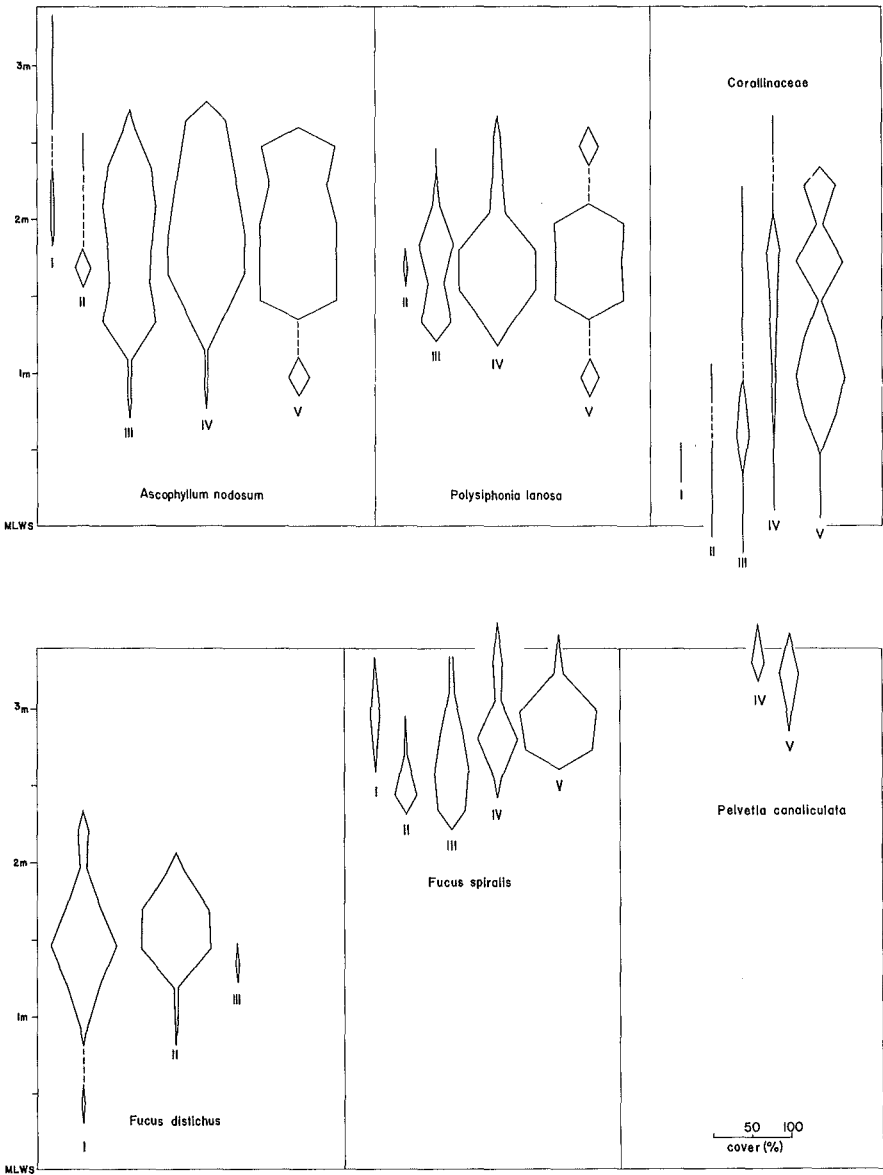 3m
2m
1m
MLWS
I
II
III
IV
V
Ascophyllum nodosum
II
III
IV
V
Polysiphonia lanosa
Corallinaceae
I
II
III
IV
V
3m
2m
1m
MLWS
I
II
III
Fucus distichus
I
II
III
IV
V
Fucus spiralis
IV
V
Pelvetia canaliculata
50 100
cover (%)